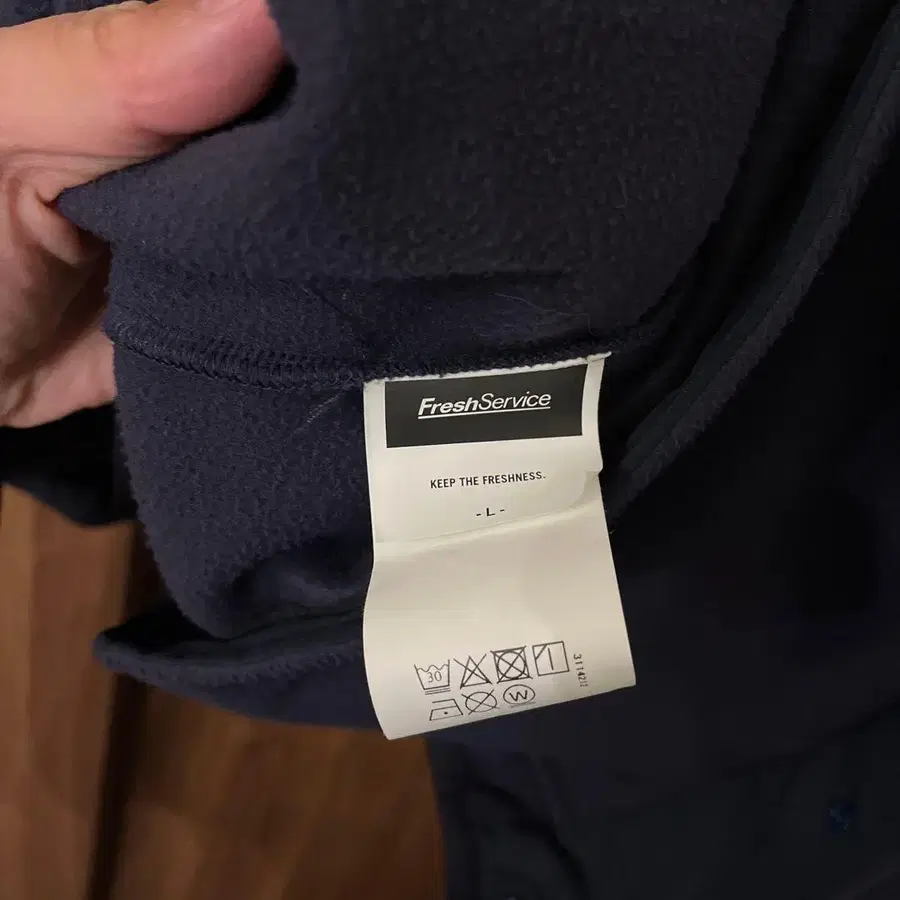 FreshService
KEEP THE FRESHNESS.
- L -
30
W